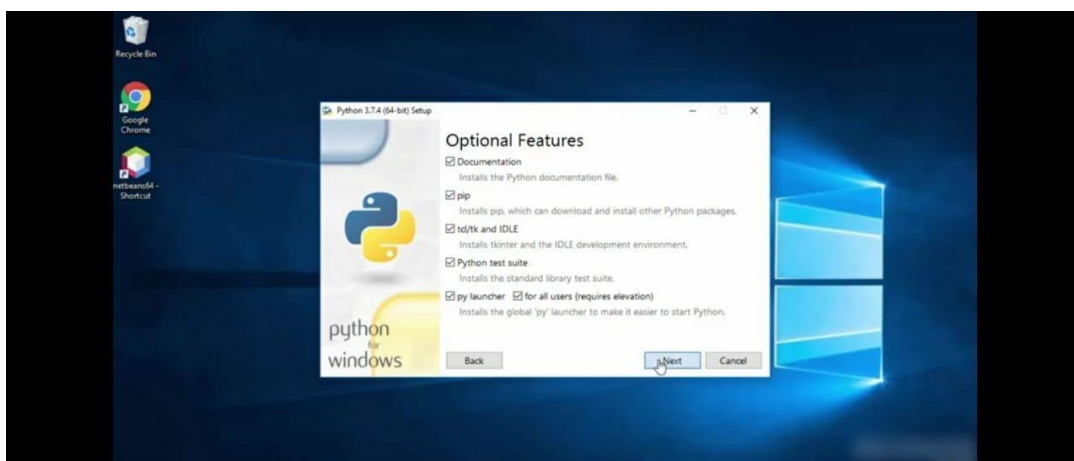 Recycle Bin
Google
Chrome
netbeans64 -
Shortcut
Python 3.7.4 (64-bit) Setup
Optional Features
Documentation
Installs the Python documentation file.
pip
Installs pip, which can download and install other Python packages.
tcl/tk and IDLE
Installs tkinter and the IDLE development environment.
Python test suite
Installs the standard library test suite.
py launcher for all users (requires elevation)
Installs the global 'py' launcher to make it easier to start Python.
python
for
windows
Back Next Cancel